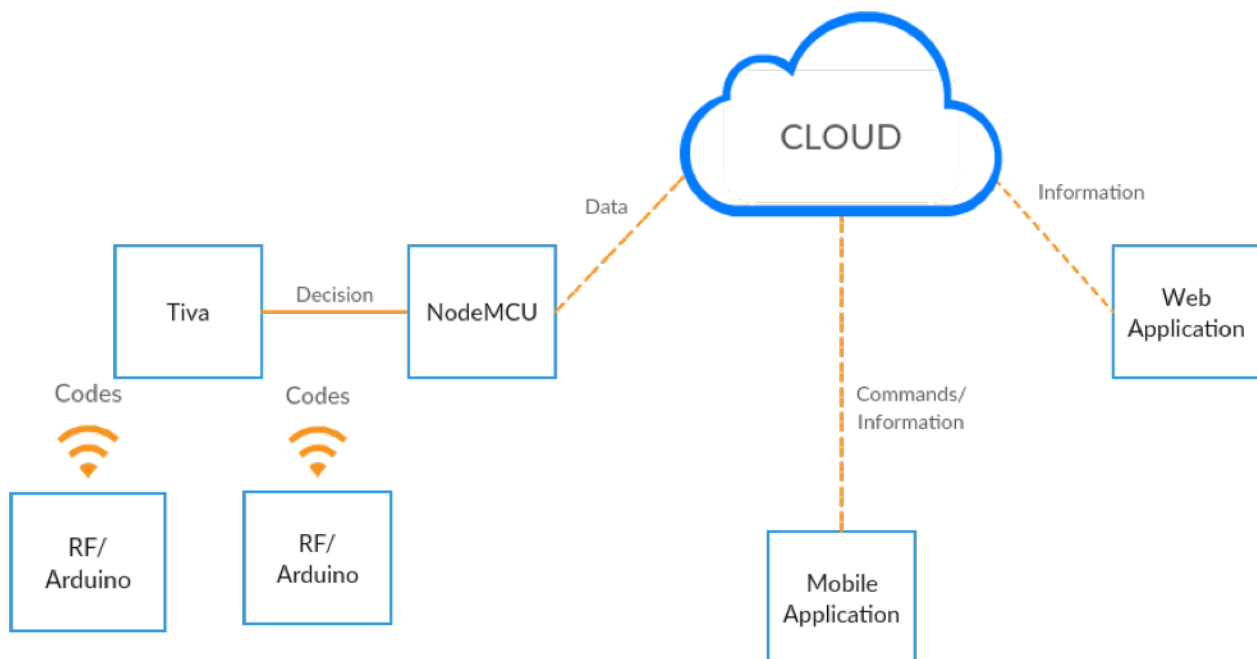 CLOUD
Data
Information
Tiva
Decision
NodeMCU
Web
Application
Codes
Codes
Commands/
Information
RF/
Arduino
RF/
Arduino
Mobile
Application